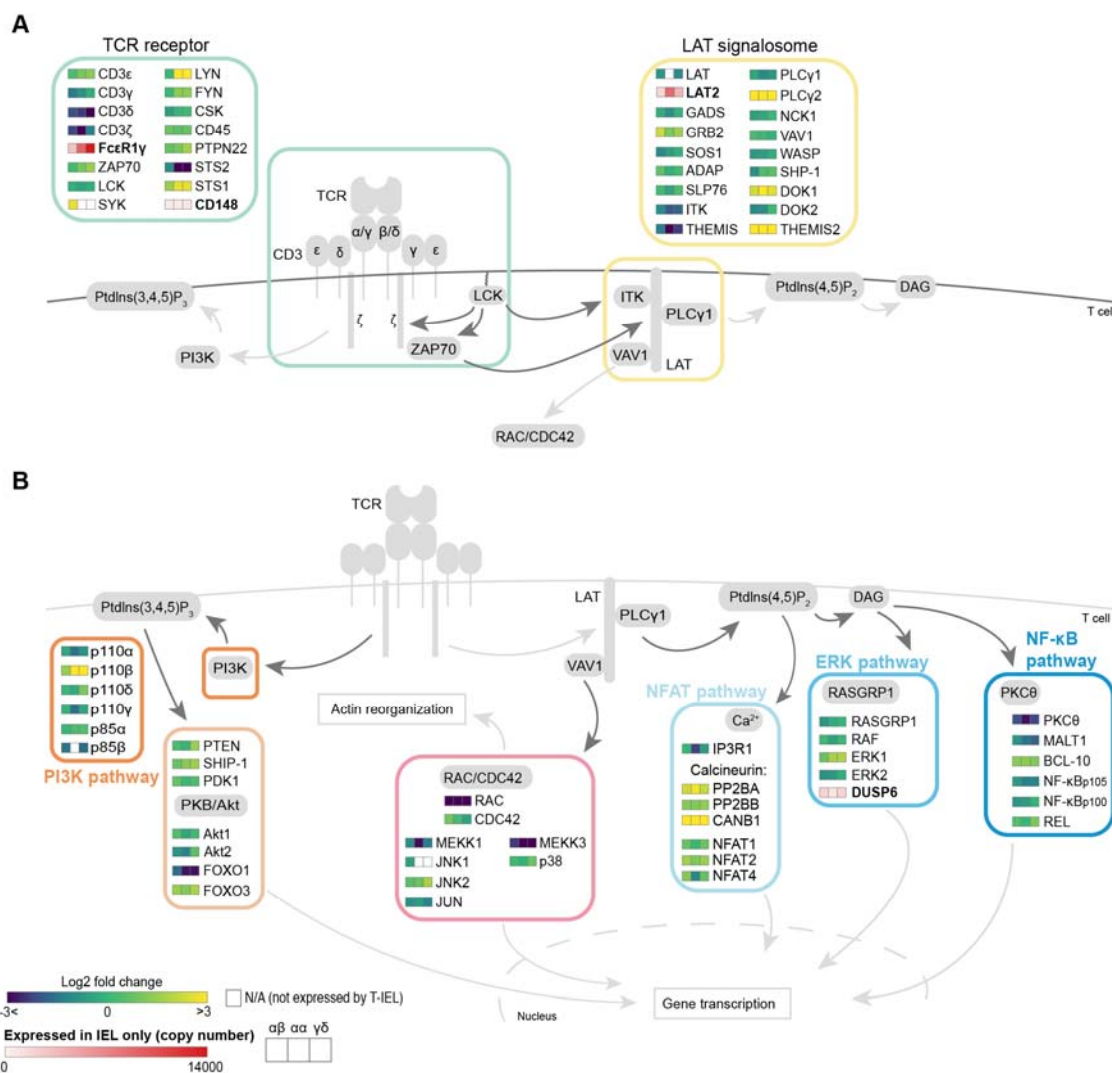 A
TCR receptor
CD3ε LYN
CD3γ FYN
CD3δ CSK
CD3ζ CD45
FcεR1γ PTPN22
ZAP70 STS2
LCK STS1
SYK CD148
LAT signalosome
LAT PLCγ1
LAT2 PLCγ2
GADS NCK1
GRB2 VAV1
SOS1 WASP
ADAP SHP-1
SLP76 DOK1
ITK DOK2
THEMIS THEMIS2
TCR
α/γ β/δ
CD3 ε δ γ ε
ζ ζ
LCK
ZAP70
PtdIns(3,4,5)P3
PI3K
ITK
PLCγ1
VAV1
LAT
RAC/CDC42
PtdIns(4,5)P2
DAG
T cell
B
TCR
PtdIns(3,4,5)P3
LAT
PLCγ1
VAV1
PtdIns(4,5)P2
DAG
T cell
p110α
p110β
p110δ
p110γ
p85α
p85β
PI3K pathway
PI3K
PTEN
SHIP-1
PDK1
PKB/Akt
Akt1
Akt2
FOXO1
FOXO3
Actin reorganization
RAC/CDC42
RAC
CDC42
MEKK1 MEKK3
JNK1 p38
JNK2
JUN
NFAT pathway
Ca2+
IP3R1
Calcineurin:
PP2BA
PP2BB
CANB1
NFAT1
NFAT2
NFAT4
ERK pathway
RASGRP1
RASGRP1
RAF
ERK1
ERK2
DUSP6
NF-κB
pathway
PKCθ
PKCθ
MALT1
BCL-10
NF-κBp105
NF-κBp100
REL
Gene transcription
Nucleus
Log2 fold change
-3< 0 >3
N/A (not expressed by T-IEL)
Expressed in IEL only (copy number)
0 14000
αβ αα γδ